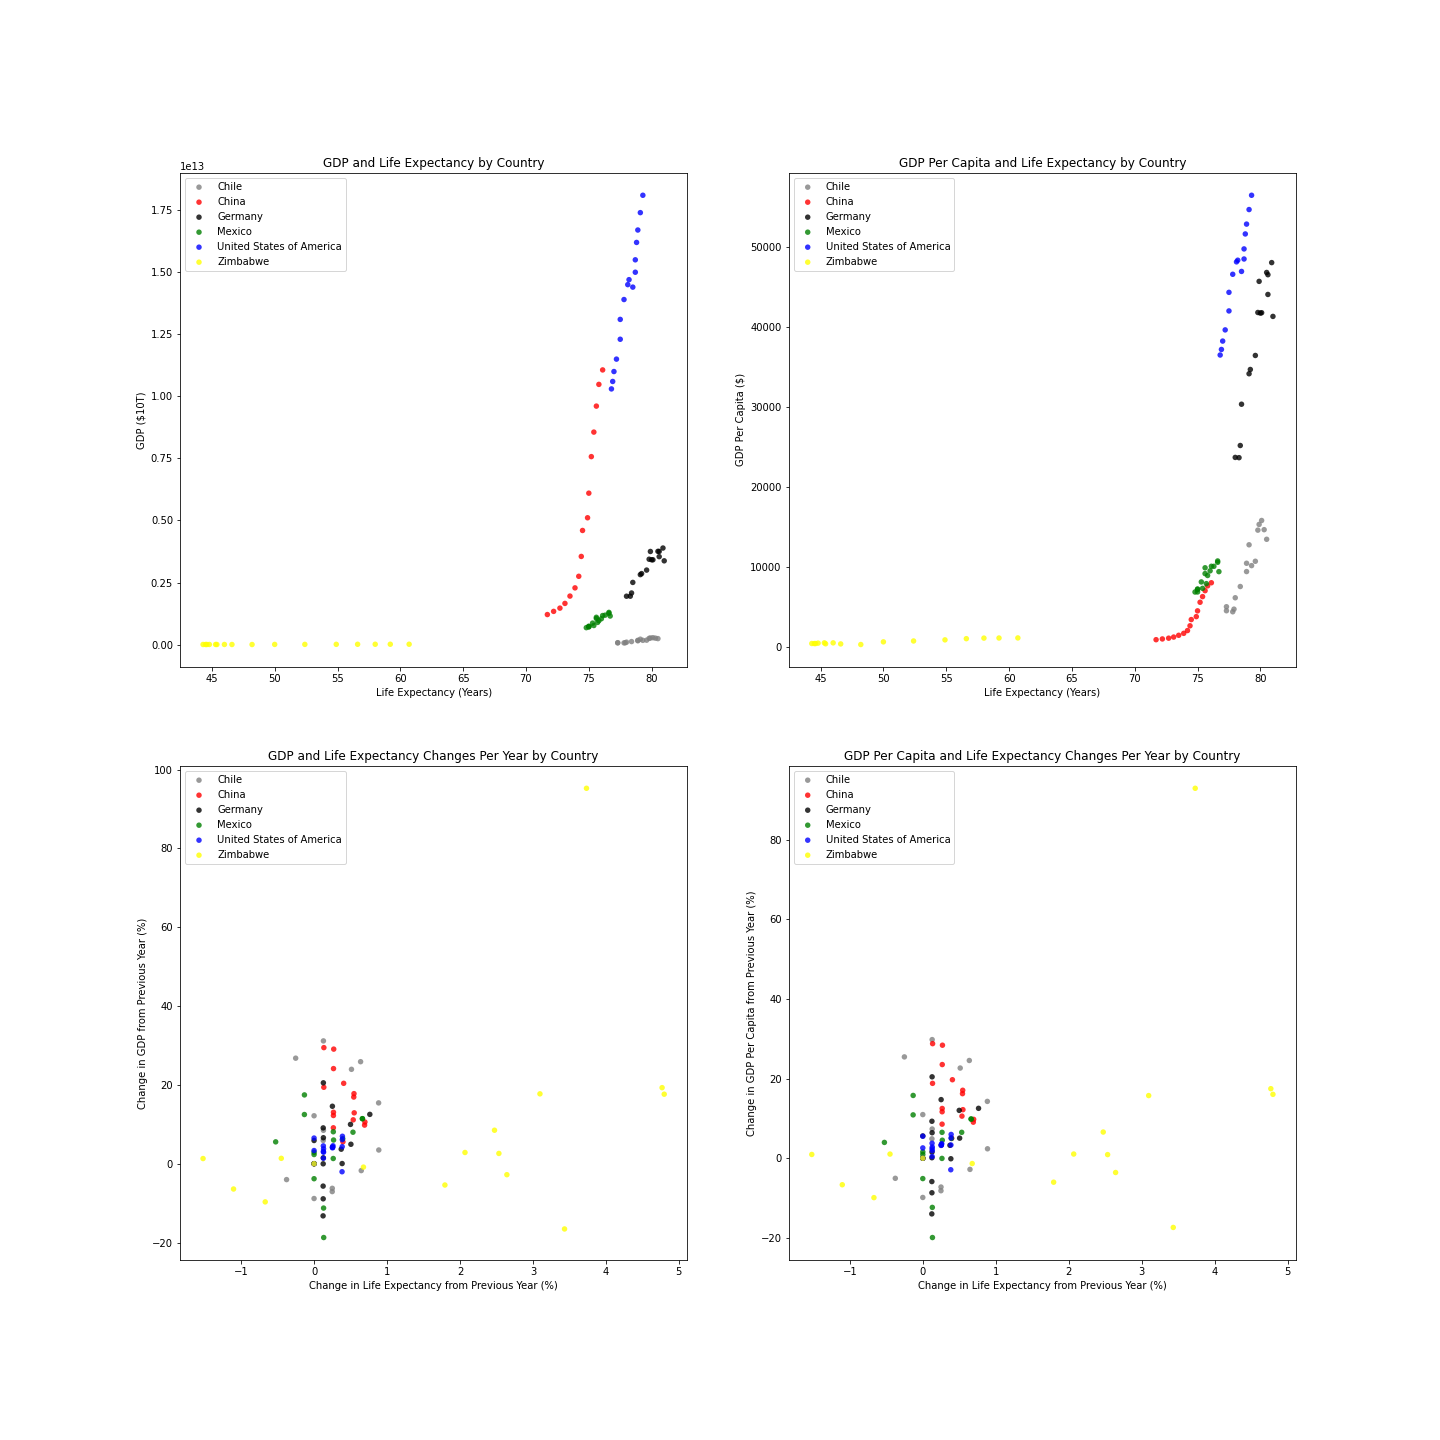 GDP and Life Expectancy by Country
1e13
Chile
China
Germany
Mexico
United States of America
Zimbabwe
1.75
1.50
1.25
1.00
0.75
0.50
0.25
0.00
GDP ($10T)
45 50 55 60 65 70 75 80
Life Expectancy (Years)
GDP Per Capita and Life Expectancy by Country
Chile
China
Germany
Mexico
United States of America
Zimbabwe
50000
40000
30000
20000
10000
0
GDP Per Capita ($)
45 50 55 60 65 70 75 80
Life Expectancy (Years)
GDP and Life Expectancy Changes Per Year by Country
Chile
China
Germany
Mexico
United States of America
Zimbabwe
100
80
60
40
20
0
−20
Change in GDP from Previous Year (%)
−1 0 1 2 3 4 5
Change in Life Expectancy from Previous Year (%)
GDP Per Capita and Life Expectancy Changes Per Year by Country
Chile
China
Germany
Mexico
United States of America
Zimbabwe
80
60
40
20
0
−20
Change in GDP Per Capita from Previous Year (%)
−1 0 1 2 3 4 5
Change in Life Expectancy from Previous Year (%)